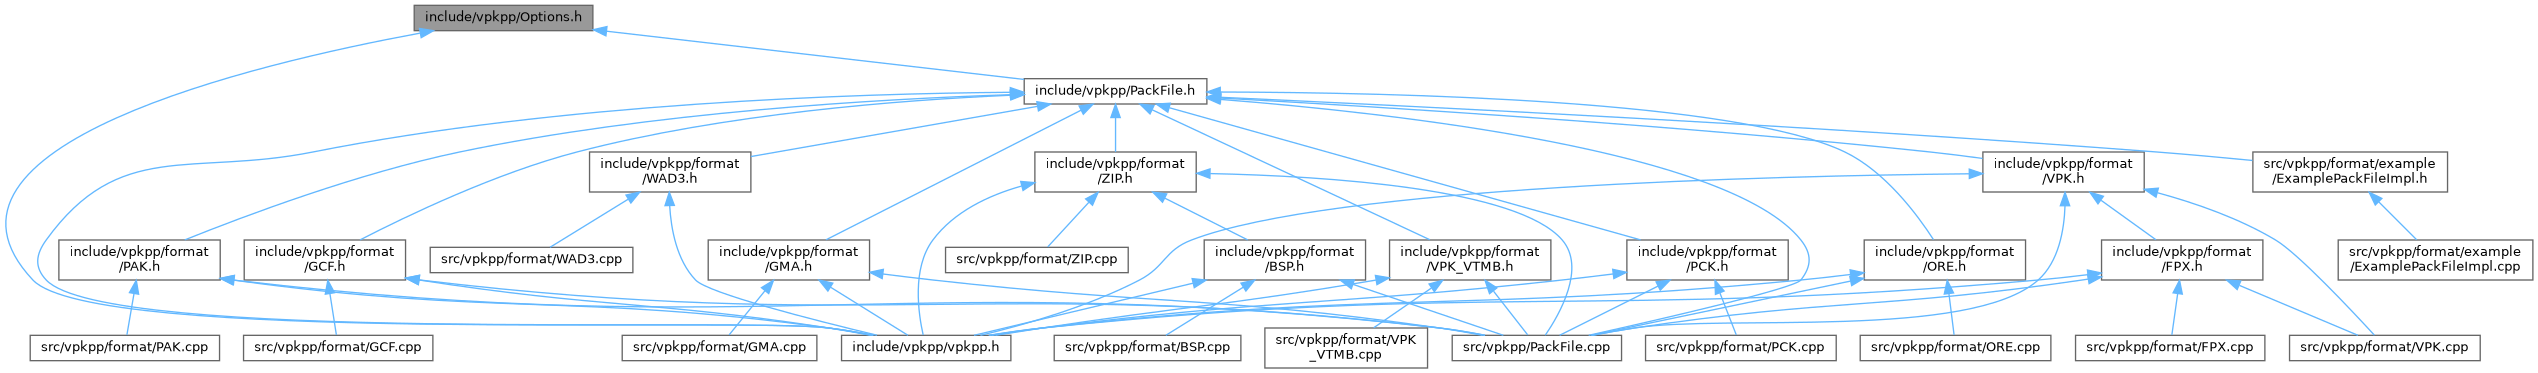 include/vpkpp/Options.h
include/vpkpp/PackFile.h
include/vpkpp/format
/WAD3.h
include/vpkpp/format
/ZIP.h
include/vpkpp/format
/VPK.h
src/vpkpp/format/example
/ExamplePackFileImpl.h
include/vpkpp/format
/PAK.h
include/vpkpp/format
/GCF.h
src/vpkpp/format/WAD3.cpp
include/vpkpp/format
/GMA.h
src/vpkpp/format/ZIP.cpp
include/vpkpp/format
/BSP.h
include/vpkpp/format
/VPK_VTMB.h
include/vpkpp/format
/PCK.h
include/vpkpp/format
/ORE.h
include/vpkpp/format
/FPX.h
src/vpkpp/format/example
/ExamplePackFileImpl.cpp
src/vpkpp/format/PAK.cpp
src/vpkpp/format/GCF.cpp
src/vpkpp/format/GMA.cpp
include/vpkpp/vpkpp.h
src/vpkpp/format/BSP.cpp
src/vpkpp/format/VPK
_VTMB.cpp
src/vpkpp/PackFile.cpp
src/vpkpp/format/PCK.cpp
src/vpkpp/format/ORE.cpp
src/vpkpp/format/FPX.cpp
src/vpkpp/format/VPK.cpp